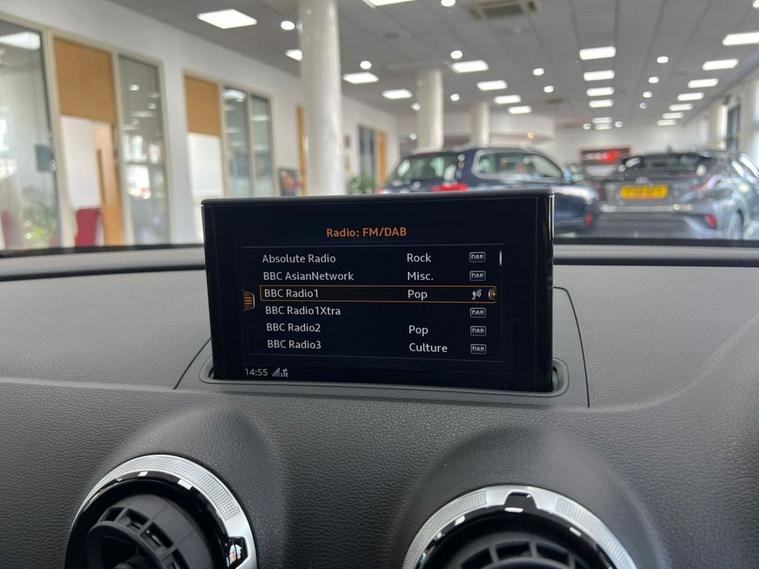 Radio: FM/DAB
Absolute Radio Rock DAB
BBC AsianNetwork Misc. DAB
BBC Radio1 Pop
BBC Radio1Xtra DAB
BBC Radio2 Pop DAB
BBC Radio3 Culture DAB
14:55 LTE